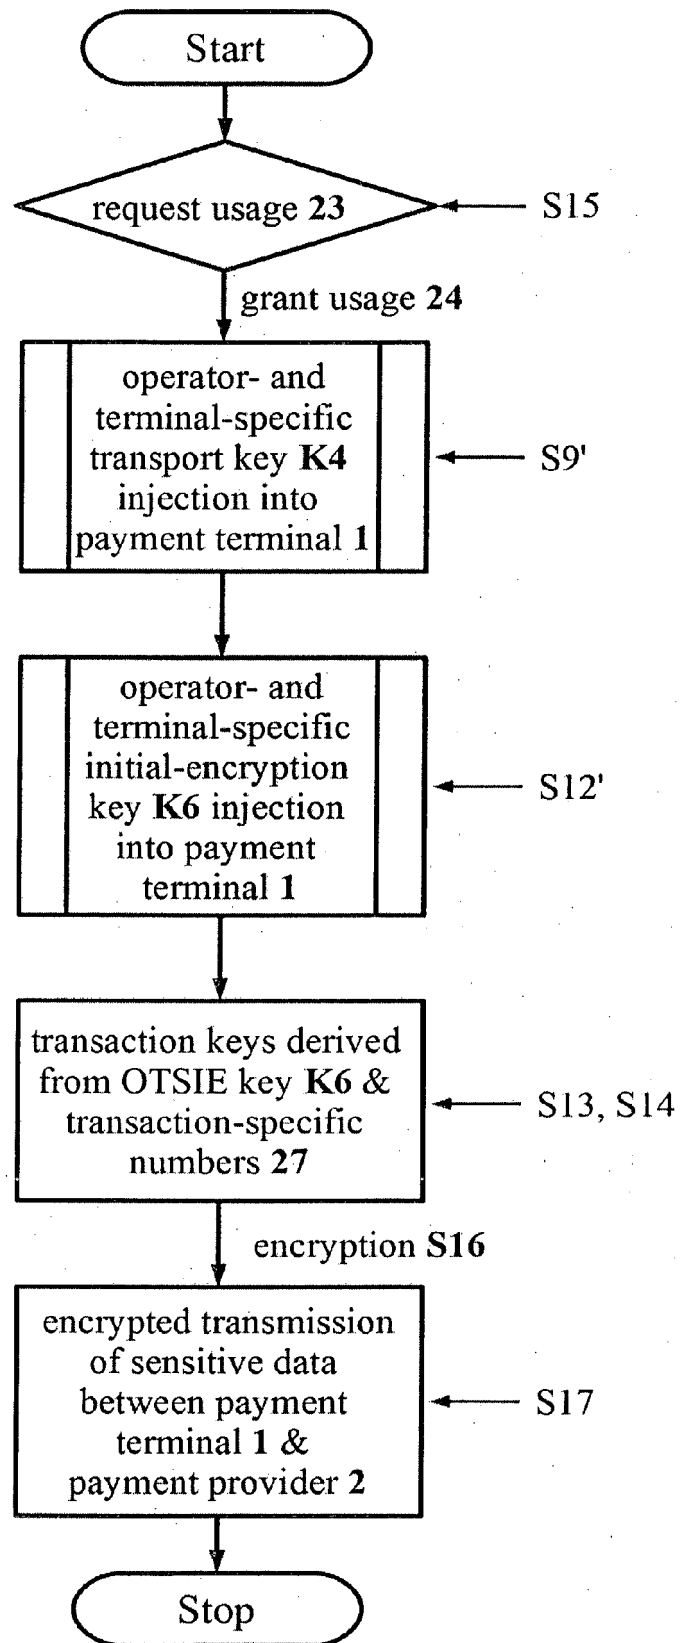 Start
request usage 23
S15
grant usage 24
operator- and
terminal-specific
transport key K4
injection into
payment terminal 1
S9'
operator- and
terminal-specific
initial-encryption
key K6 injection
into payment
terminal 1
S12'
transaction keys derived
from OTSIE key K6 &
transaction-specific
numbers 27
S13, S14
encryption S16
encrypted transmission
of sensitive data
between payment
terminal 1 &
payment provider 2
S17
Stop